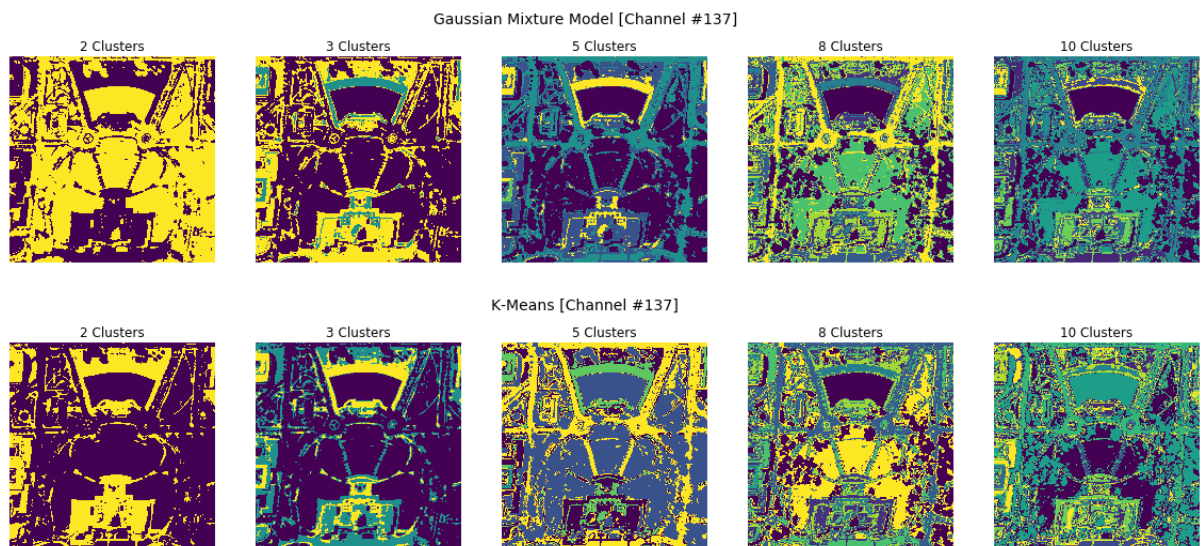 Gaussian Mixture Model [Channel #137]
2 Clusters
3 Clusters
5 Clusters
8 Clusters
10 Clusters
K-Means [Channel #137]
2 Clusters
3 Clusters
5 Clusters
8 Clusters
10 Clusters